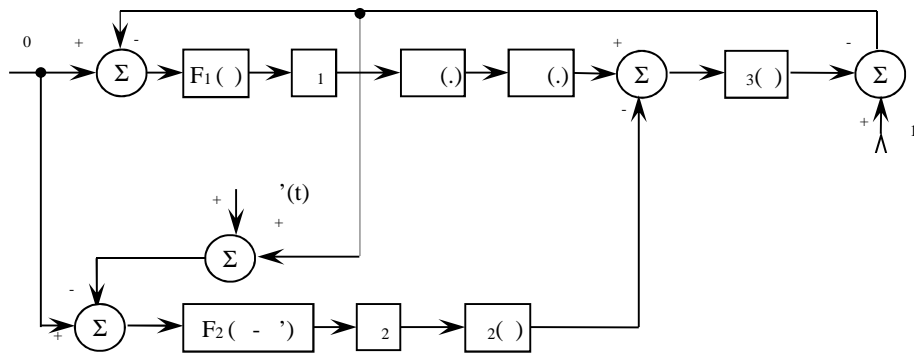 0 + - + - -
Σ F₁( ) ₁ (.) (.) Σ ₃( ) Σ
- + 1
+ '(t)
+
Σ
-
Σ F₂( - ') ₂ ₂( )
+